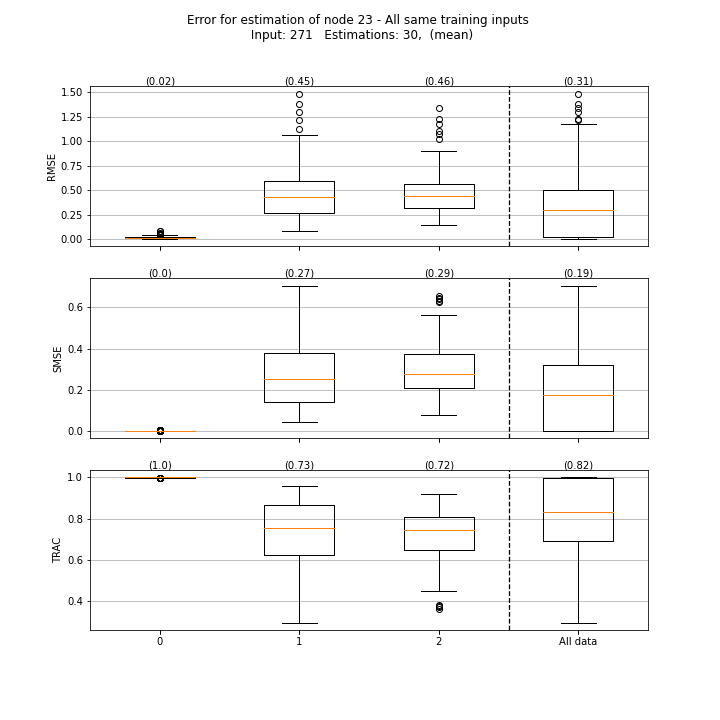 Error for estimation of node 23 - All same training inputs
Input: 271   Estimations: 30,  (mean)
(0.02) (0.45) (0.46) (0.31)
1.50
1.25
1.00
0.75
0.50
0.25
0.00
RMSE
(0.0) (0.27) (0.29) (0.19)
0.6
0.4
0.2
0.0
SMSE
(1.0) (0.73) (0.72) (0.82)
1.0
0.8
0.6
0.4
TRAC
0 1 2 All data